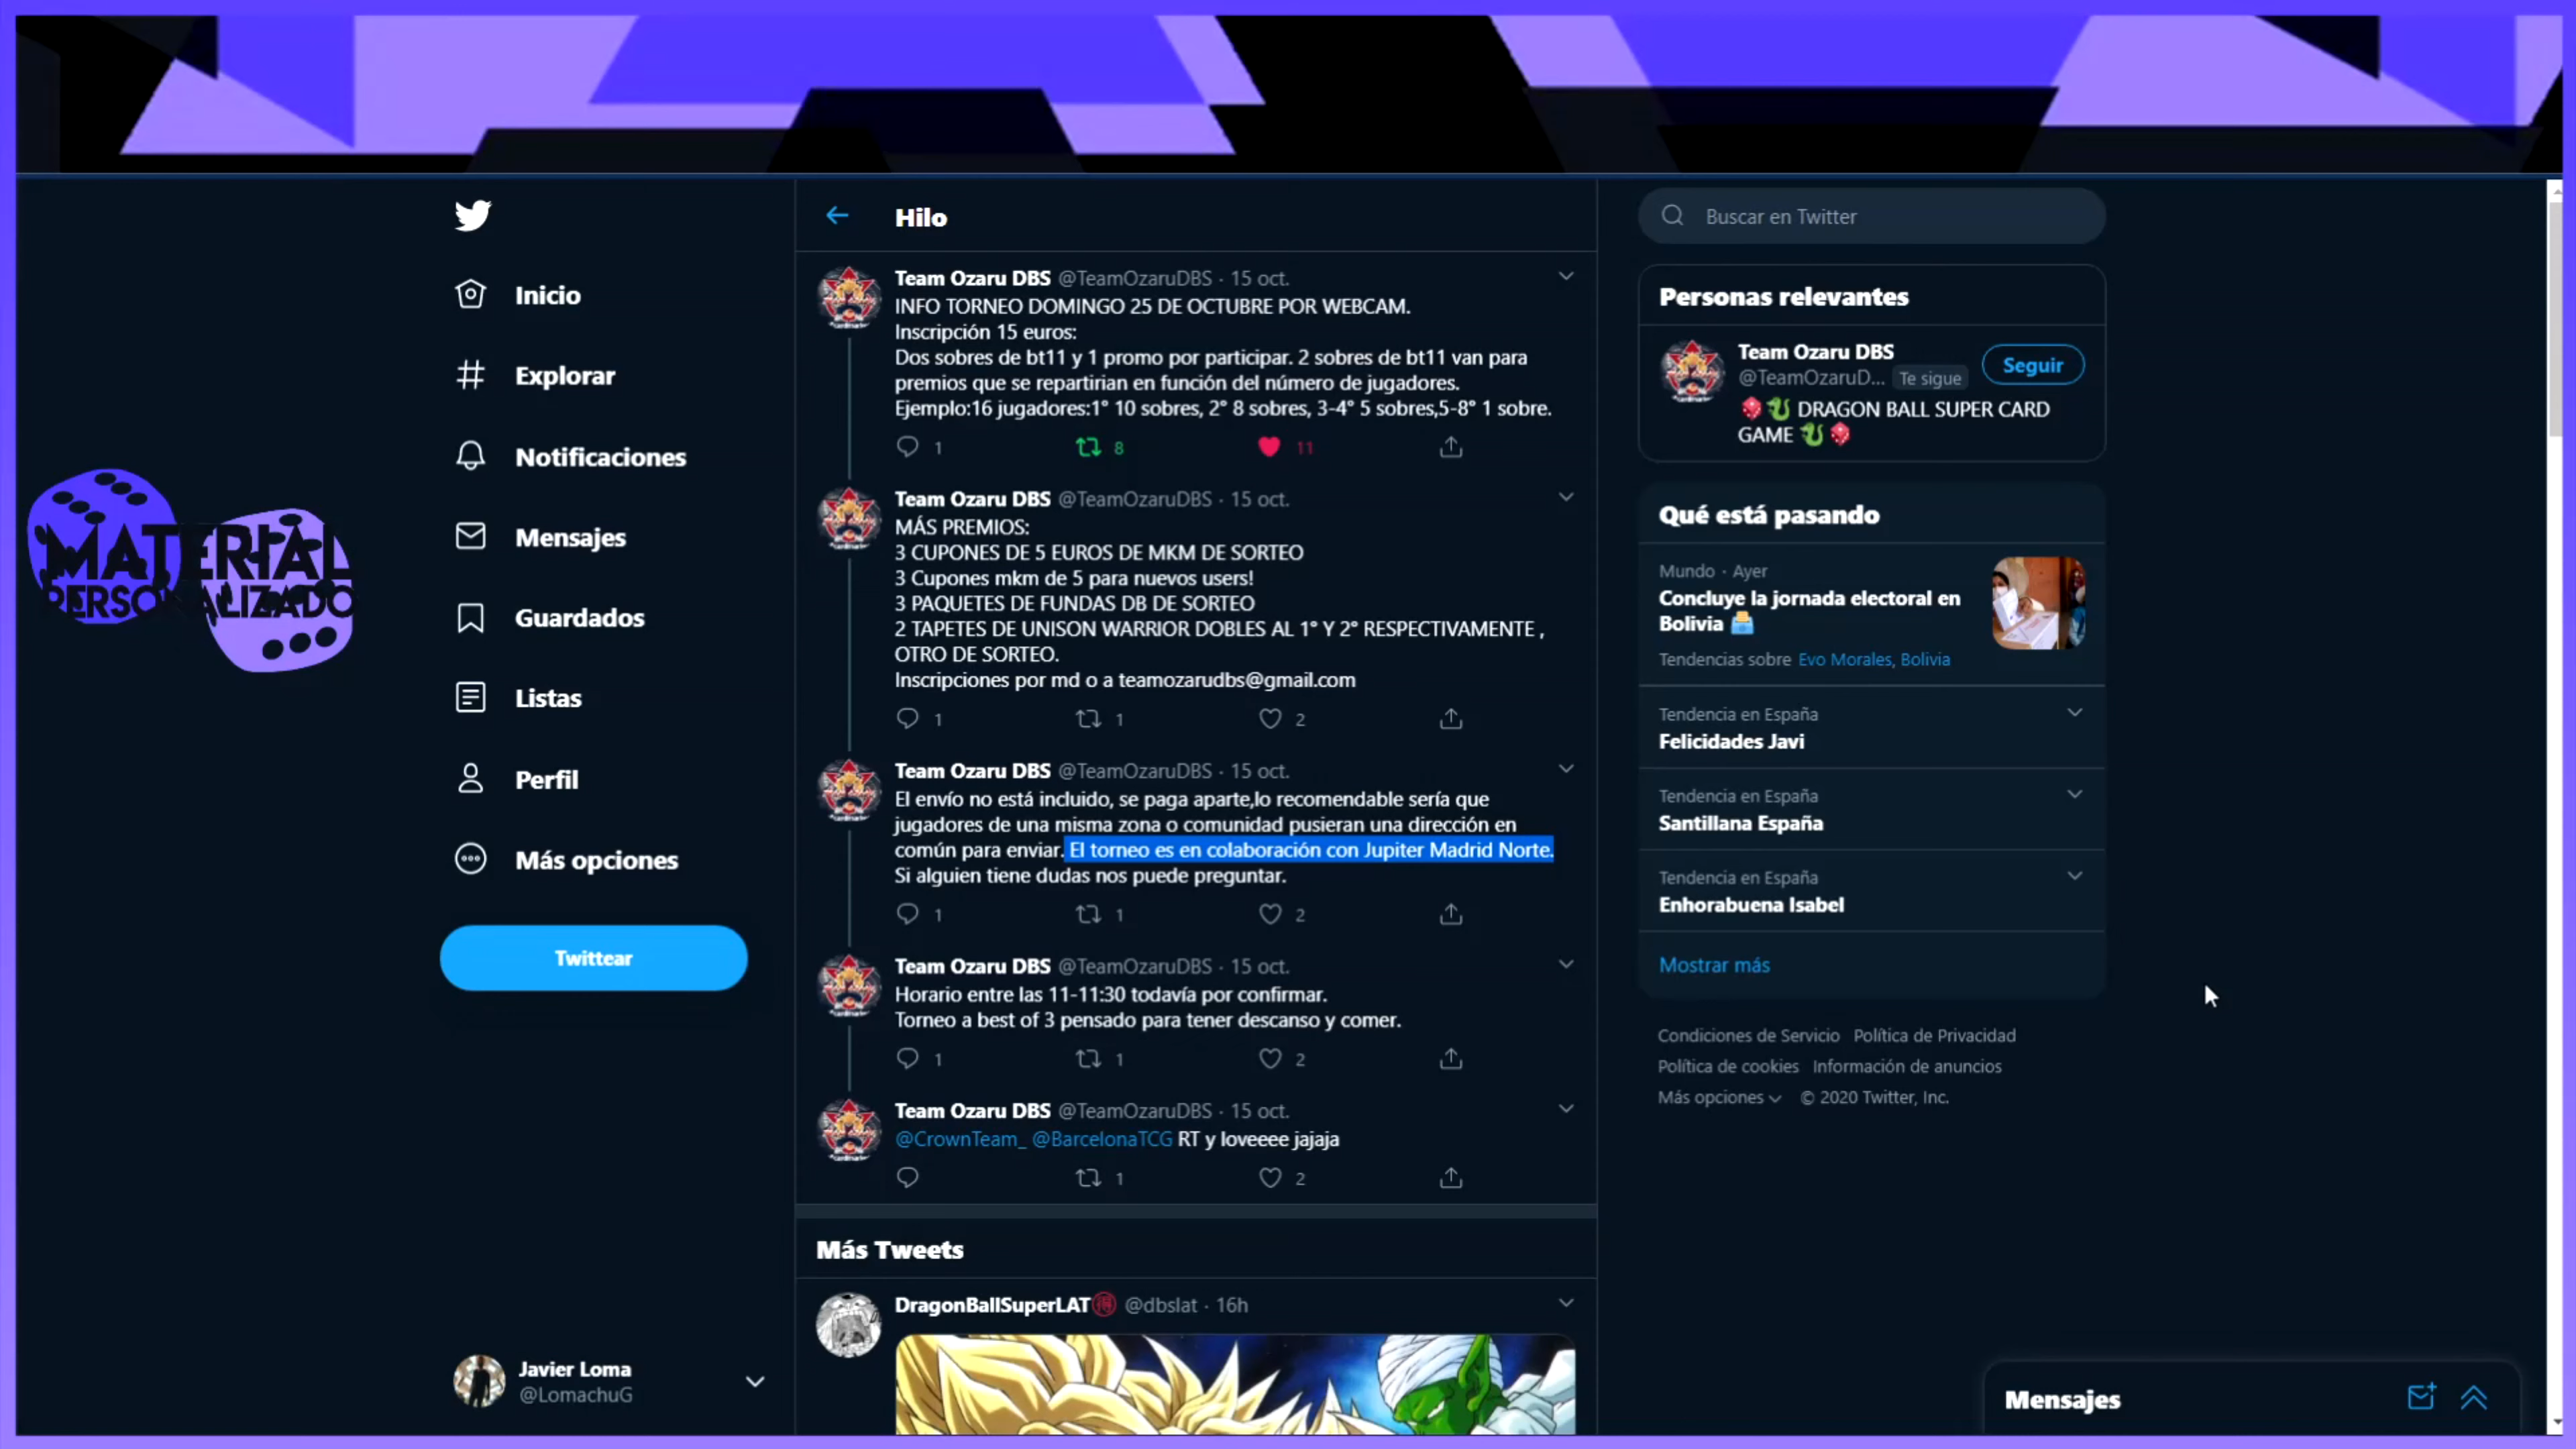 Hilo
Buscar en Twitter
Inicio
Explorar
Notificaciones
Mensajes
Guardados
Listas
Perfil
Más opciones
Twittear
MATERIAL
PERSONALIZADO
Javier Loma
@LomachuG
Team Ozaru DBS @TeamOzaruDBS · 15 oct.
INFO TORNEO DOMINGO 25 DE OCTUBRE POR WEBCAM.
Inscripción 15 euros:
Dos sobres de bt11 y 1 promo por participar. 2 sobres de bt11 van para
premios que se repartirian en función del número de jugadores.
Ejemplo:16 jugadores:1° 10 sobres, 2° 8 sobres, 3-4° 5 sobres,5-8° 1 sobre.
1 8 11
Team Ozaru DBS @TeamOzaruDBS · 15 oct.
MÁS PREMIOS:
3 CUPONES DE 5 EUROS DE MKM DE SORTEO
3 Cupones mkm de 5 para nuevos users!
3 PAQUETES DE FUNDAS DB DE SORTEO
2 TAPETES DE UNISON WARRIOR DOBLES AL 1° Y 2° RESPECTIVAMENTE ,
OTRO DE SORTEO.
Inscripciones por md o a teamozarudbs@gmail.com
1 1 2
Team Ozaru DBS @TeamOzaruDBS · 15 oct.
El envío no está incluido, se paga aparte,lo recomendable sería que
jugadores de una misma zona o comunidad pusieran una dirección en
común para enviar. El torneo es en colaboración con Jupiter Madrid Norte.
Si alguien tiene dudas nos puede preguntar.
1 1 2
Team Ozaru DBS @TeamOzaruDBS · 15 oct.
Horario entre las 11-11:30 todavía por confirmar.
Torneo a best of 3 pensado para tener descanso y comer.
1 1 2
Team Ozaru DBS @TeamOzaruDBS · 15 oct.
@CrownTeam_ @BarcelonaTCG RT y loveeee jajaja
1 2
Más Tweets
DragonBallSuperLAT @dbslat · 16h
Personas relevantes
Team Ozaru DBS
@TeamOzaruD... Te sigue
Seguir
DRAGON BALL SUPER CARD
GAME
Qué está pasando
Mundo · Ayer
Concluye la jornada electoral en
Bolivia
Tendencias sobre Evo Morales, Bolivia
Tendencia en España
Felicidades Javi
Tendencia en España
Santillana España
Tendencia en España
Enhorabuena Isabel
Mostrar más
Condiciones de Servicio Política de Privacidad
Política de cookies Información de anuncios
Más opciones © 2020 Twitter, Inc.
Mensajes